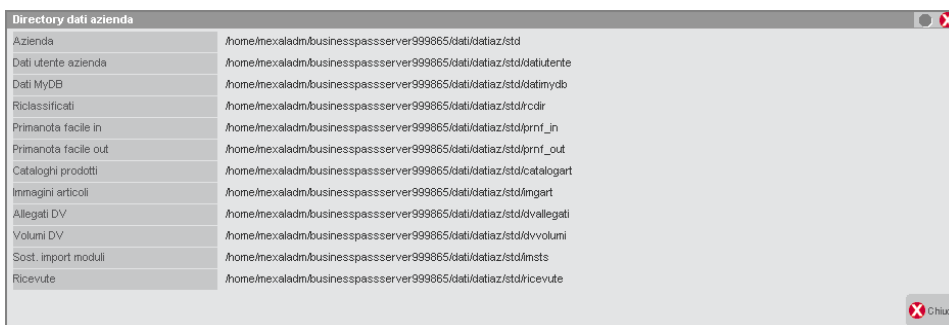 Directory dati azienda
Azienda /home/mexaladm/businesspassserver999865/dati/datiaz/std
Dati utente azienda /home/mexaladm/businesspassserver999865/dati/datiaz/std/datiutente
Dati MyDB /home/mexaladm/businesspassserver999865/dati/datiaz/std/datimydb
Riclassificati /home/mexaladm/businesspassserver999865/dati/datiaz/std/rcdir
Primanota facile in /home/mexaladm/businesspassserver999865/dati/datiaz/std/prnf_in
Primanota facile out /home/mexaladm/businesspassserver999865/dati/datiaz/std/prnf_out
Cataloghi prodotti /home/mexaladm/businesspassserver999865/dati/datiaz/std/catalogart
Immagini articoli /home/mexaladm/businesspassserver999865/dati/datiaz/std/imgart
Allegati DV /home/mexaladm/businesspassserver999865/dati/datiaz/std/dvallegati
Volumi DV /home/mexaladm/businesspassserver999865/dati/datiaz/std/dvvolumi
Sost. import moduli /home/mexaladm/businesspassserver999865/dati/datiaz/std/imsts
Ricevute /home/mexaladm/businesspassserver999865/dati/datiaz/std/ricevute